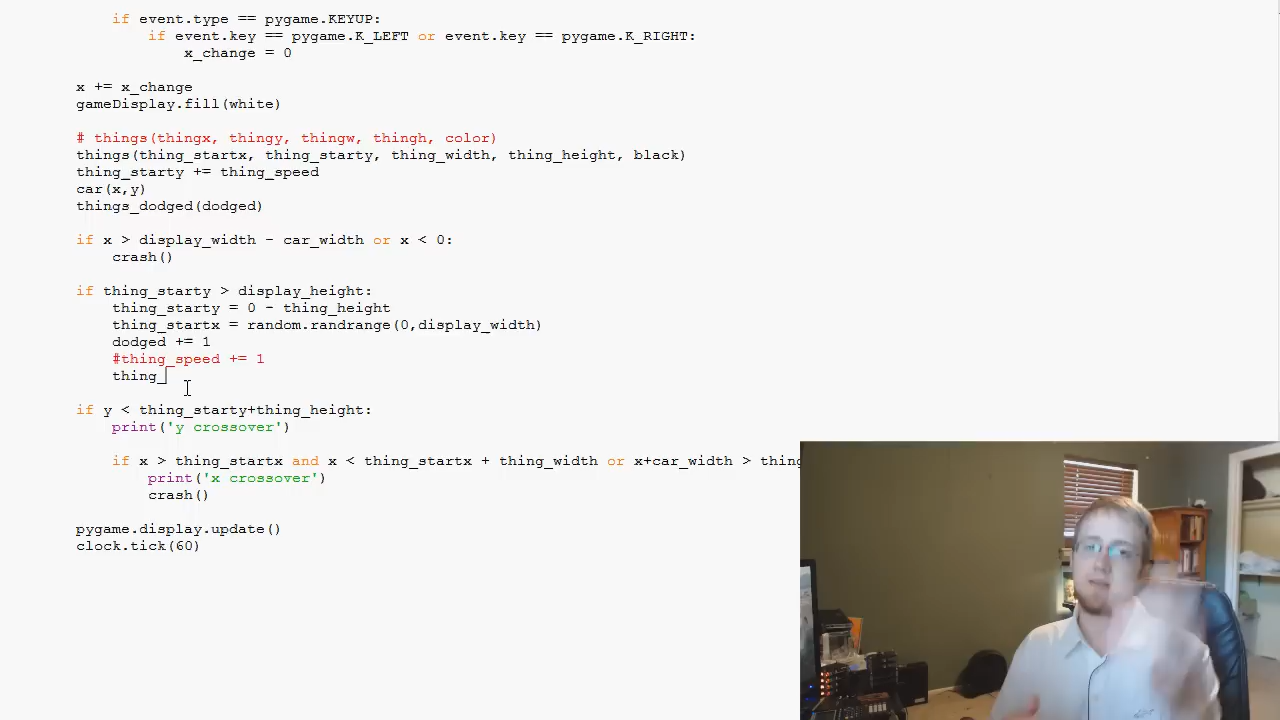 if event.type == pygame.KEYUP:
if event.key == pygame.K_LEFT or event.key == pygame.K_RIGHT:
x_change = 0
x += x_change
gameDisplay.fill(white)
# things(thingx, thingy, thingw, thingh, color)
things(thing_startx, thing_starty, thing_width, thing_height, black)
thing_starty += thing_speed
car(x,y)
things_dodged(dodged)
if x > display_width - car_width or x < 0:
crash()
if thing_starty > display_height:
thing_starty = 0 - thing_height
thing_startx = random.randrange(0,display_width)
dodged += 1
#thing_speed += 1
thing_
if y < thing_starty+thing_height:
print('y crossover')
if x > thing_startx and x < thing_startx + thing_width or x+car_width > thing
print('x crossover')
crash()
pygame.display.update()
clock.tick(60)